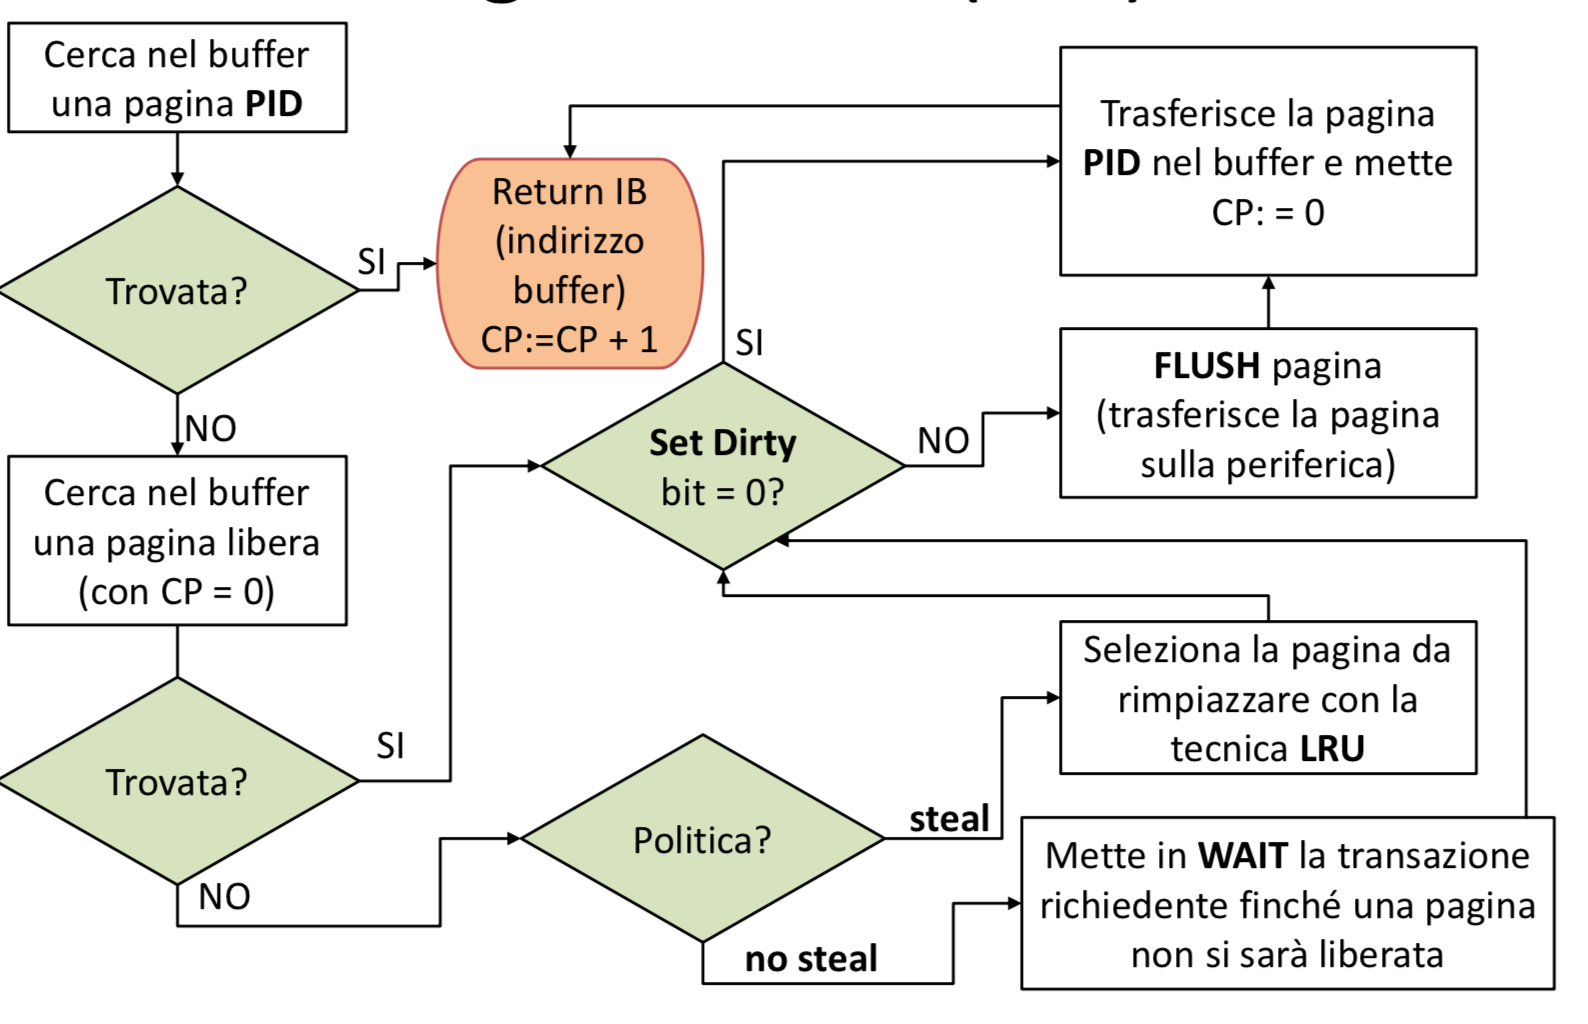 Cerca nel buffer
una pagina PID
Trovata?
SI
Return IB
(indirizzo
buffer)
CP:=CP + 1
Trasferisce la pagina
PID nel buffer e mette
CP: = 0
NO
Cerca nel buffer
una pagina libera
(con CP = 0)
SI
Set Dirty
bit = 0?
NO
FLUSH pagina
(trasferisce la pagina
sulla periferica)
Trovata?
SI
NO
Politica?
steal
no steal
Seleziona la pagina da
rimpiazzare con la
tecnica LRU
Mette in WAIT la transazione
richiedente finché una pagina
non si sarà liberata